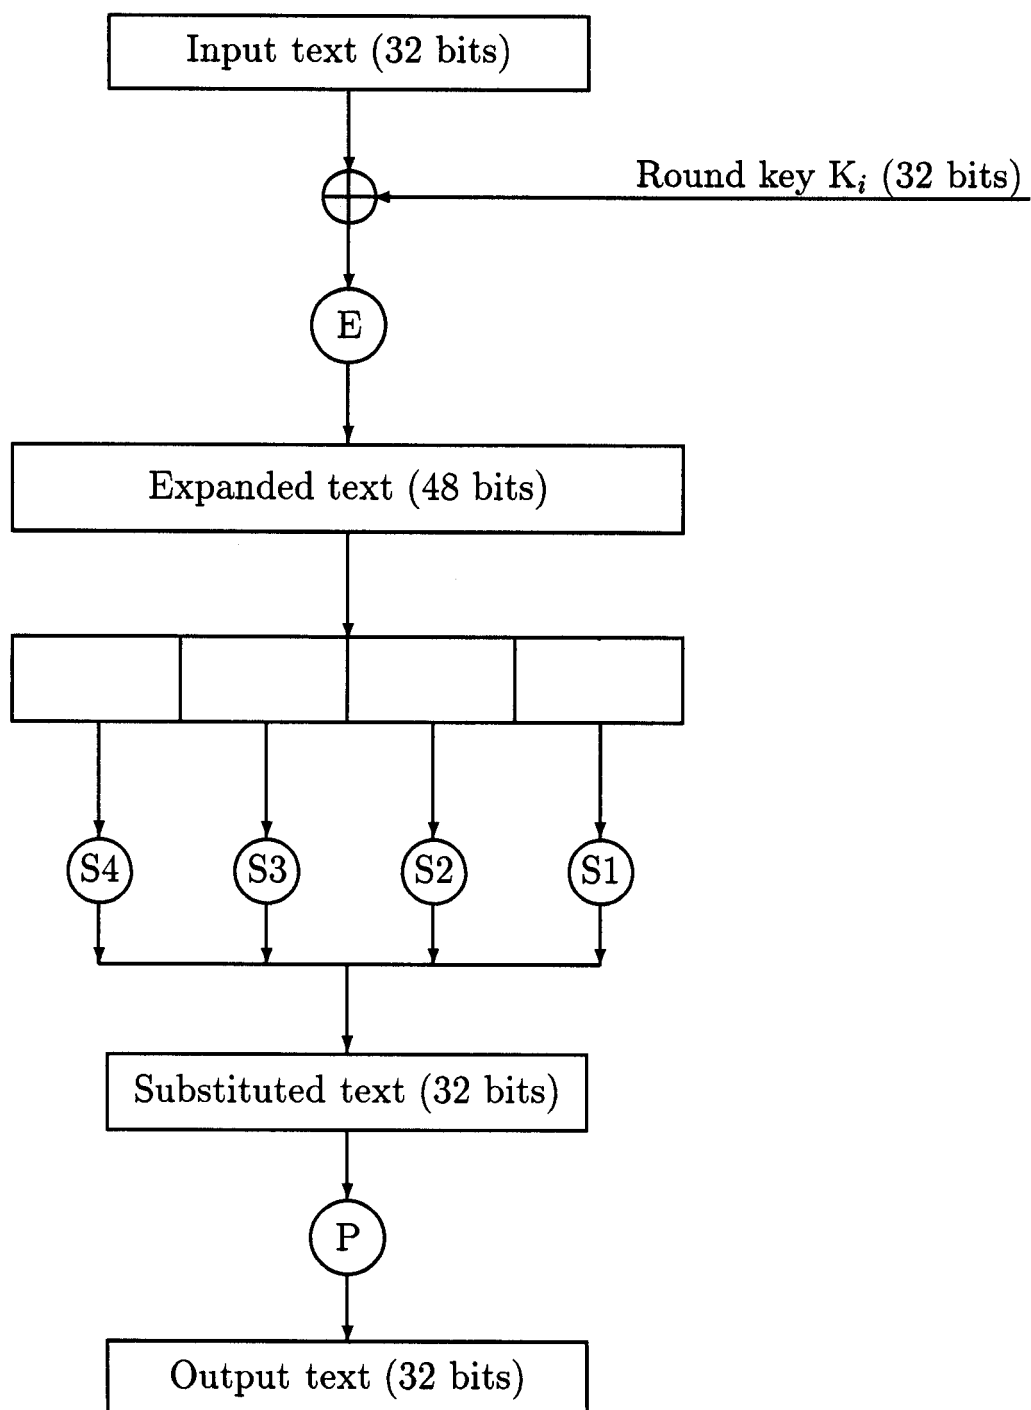 Input text (32 bits)
Round key Kᵢ (32 bits)
E
Expanded text (48 bits)
S4 S3 S2 S1
Substituted text (32 bits)
P
Output text (32 bits)